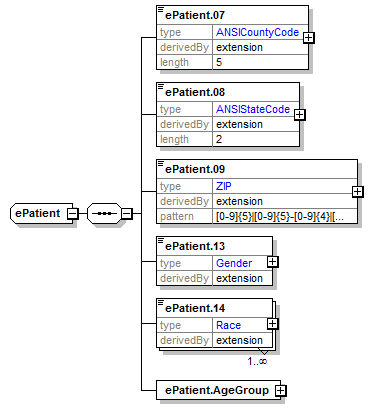 ePatient.07
type ANSICountyCode
derivedBy extension
length 5
ePatient.08
type ANSIStateCode
derivedBy extension
length 2
ePatient.09
type ZIP
derivedBy extension
pattern [0-9]{5}|[0-9]{5}-[0-9]{4}|[...
ePatient
ePatient.13
type Gender
derivedBy extension
ePatient.14
type Race
derivedBy extension
1..∞
ePatient.AgeGroup